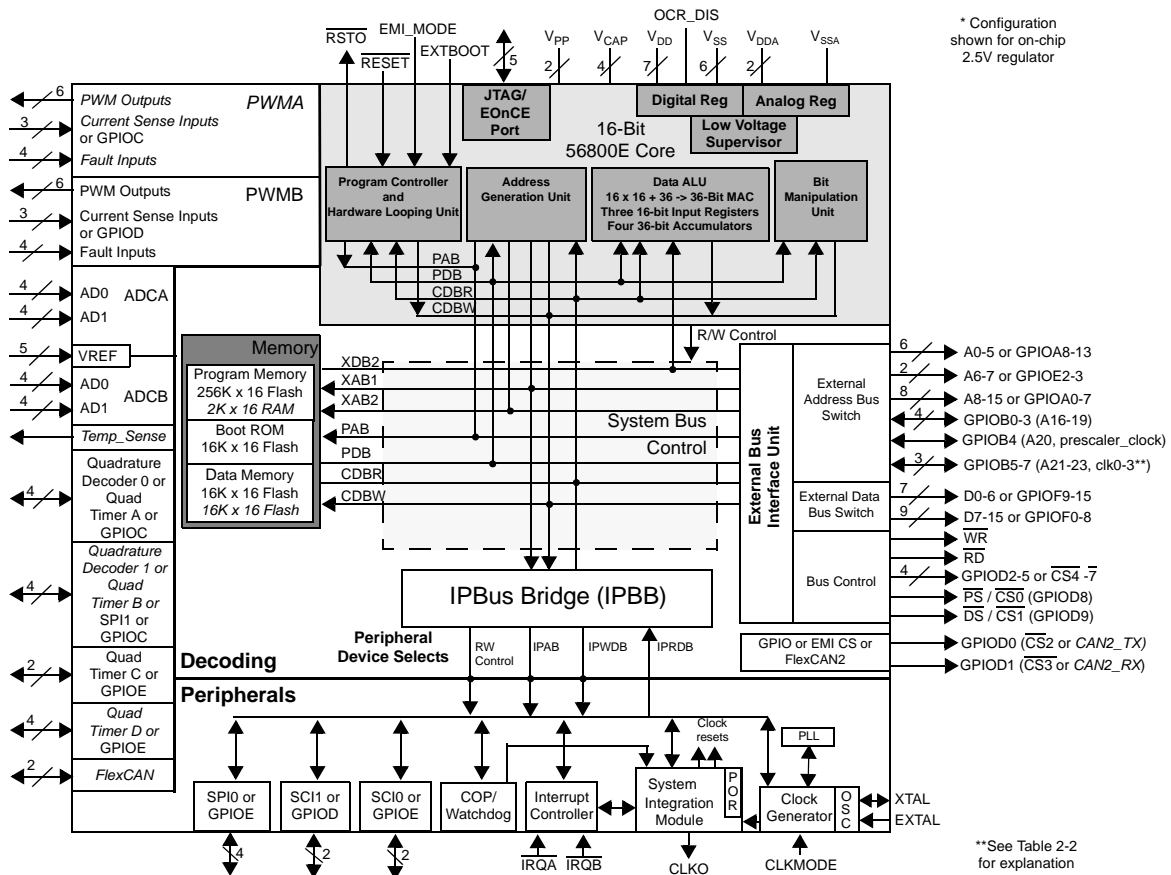 OCR_DIS
* Configuration
shown for on-chip
2.5V regulator
RSTO
EMI_MODE
RESET
EXTBOOT
5
VPP
2
VCAP
4
VDD
7
VSS
6
VDDA
2
VSSA
6
PWM Outputs
PWMA
3
Current Sense Inputs
or GPIOC
4
Fault Inputs
6
PWM Outputs
PWMB
3
Current Sense Inputs
or GPIOD
4
Fault Inputs
JTAG/
EOnCE
Port
Digital Reg
Analog Reg
Low Voltage
Supervisor
16-Bit
56800E Core
Program Controller
and
Hardware Looping Unit
Address
Generation Unit
Data ALU
16 x 16 + 36 -> 36-Bit MAC
Three 16-bit Input Registers
Four 36-bit Accumulators
Bit
Manipulation
Unit
PAB
PDB
CDBR
CDBW
4
AD0
ADCA
4
AD1
5
VREF
4
AD0
ADCB
4
AD1
Temp_Sense
4
Quadrature
Decoder 0 or
Quad
Timer A or
GPIOC
4
Quadrature
Decoder 1 or
Quad
Timer B or
SPI1 or
GPIOC
2
Quad
Timer C or
GPIOE
4
Quad
Timer D or
GPIOE
2
FlexCAN
Memory
Program Memory
256K x 16 Flash
2K x 16 RAM
Boot ROM
16K x 16 Flash
Data Memory
16K x 16 Flash
16K x 16 Flash
XDB2
XAB1
XAB2
PAB
PDB
CDBR
CDBW
R/W Control
System Bus
Control
External Bus
Interface Unit
External
Address Bus
Switch
External Data
Bus Switch
Bus Control
GPIO or EMI CS or
FlexCAN2
6
A0-5 or GPIOA8-13
2
A6-7 or GPIOE2-3
8
A8-15 or GPIOA0-7
4
GPIOB0-3 (A16-19)
GPIOB4 (A20, prescaler_clock)
3
GPIOB5-7 (A21-23, clk0-3**)
7
D0-6 or GPIOF9-15
9
D7-15 or GPIOF0-8
WR
RD
4
GPIOD2-5 or CS4 -7
PS / CS0 (GPIOD8)
DS / CS1 (GPIOD9)
GPIOD0 (CS2 or CAN2_TX)
GPIOD1 (CS3 or CAN2_RX)
IPBus Bridge (IPBB)
Peripheral
Device Selects
RW
Control
IPAB
IPWDB
IPRDB
Decoding
Peripherals
Clock
resets
PLL
SPI0 or
GPIOE
SCI1 or
GPIOD
SCI0 or
GPIOE
COP/
Watchdog
Interrupt
Controller
System
Integration
Module
POR
Clock
Generator
OSC
XTAL
EXTAL
4
2
2
IRQA
IRQB
CLKO
CLKMODE
**See Table 2-2
for explanation